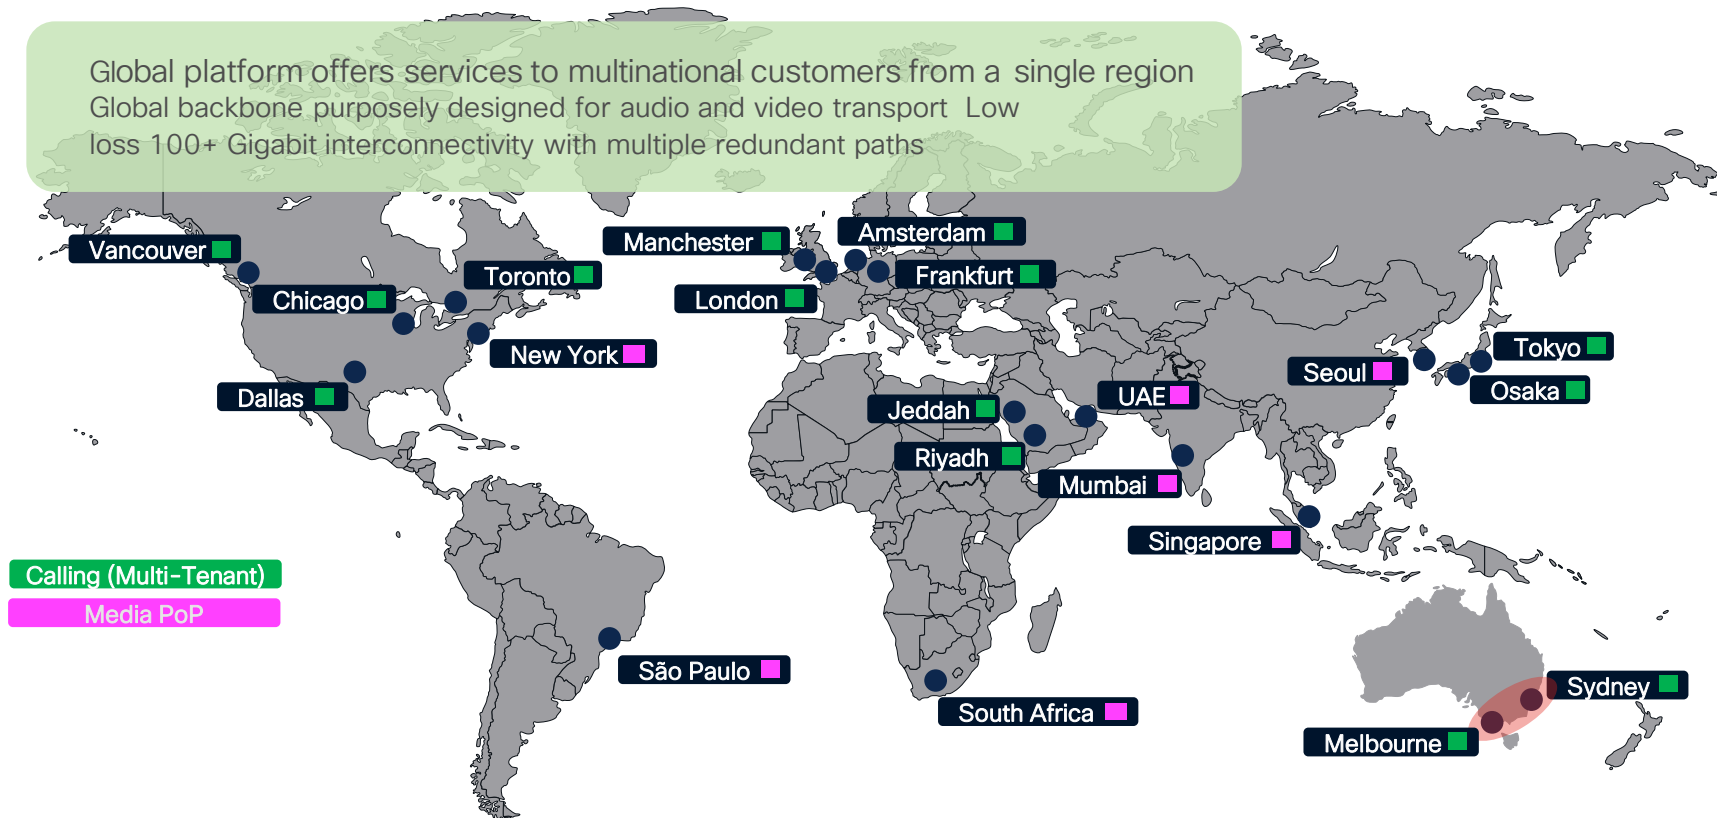 Global platform offers services to multinational customers from a single region
Global backbone purposely designed for audio and video transport Low
loss 100+ Gigabit interconnectivity with multiple redundant paths
Vancouver
Chicago
Toronto
New York
Dallas
Manchester
Amsterdam
London
Frankfurt
Jeddah
Riyadh
UAE
Mumbai
Seoul
Tokyo
Osaka
Singapore
Calling (Multi-Tenant)
Media PoP
São Paulo
South Africa
Sydney
Melbourne